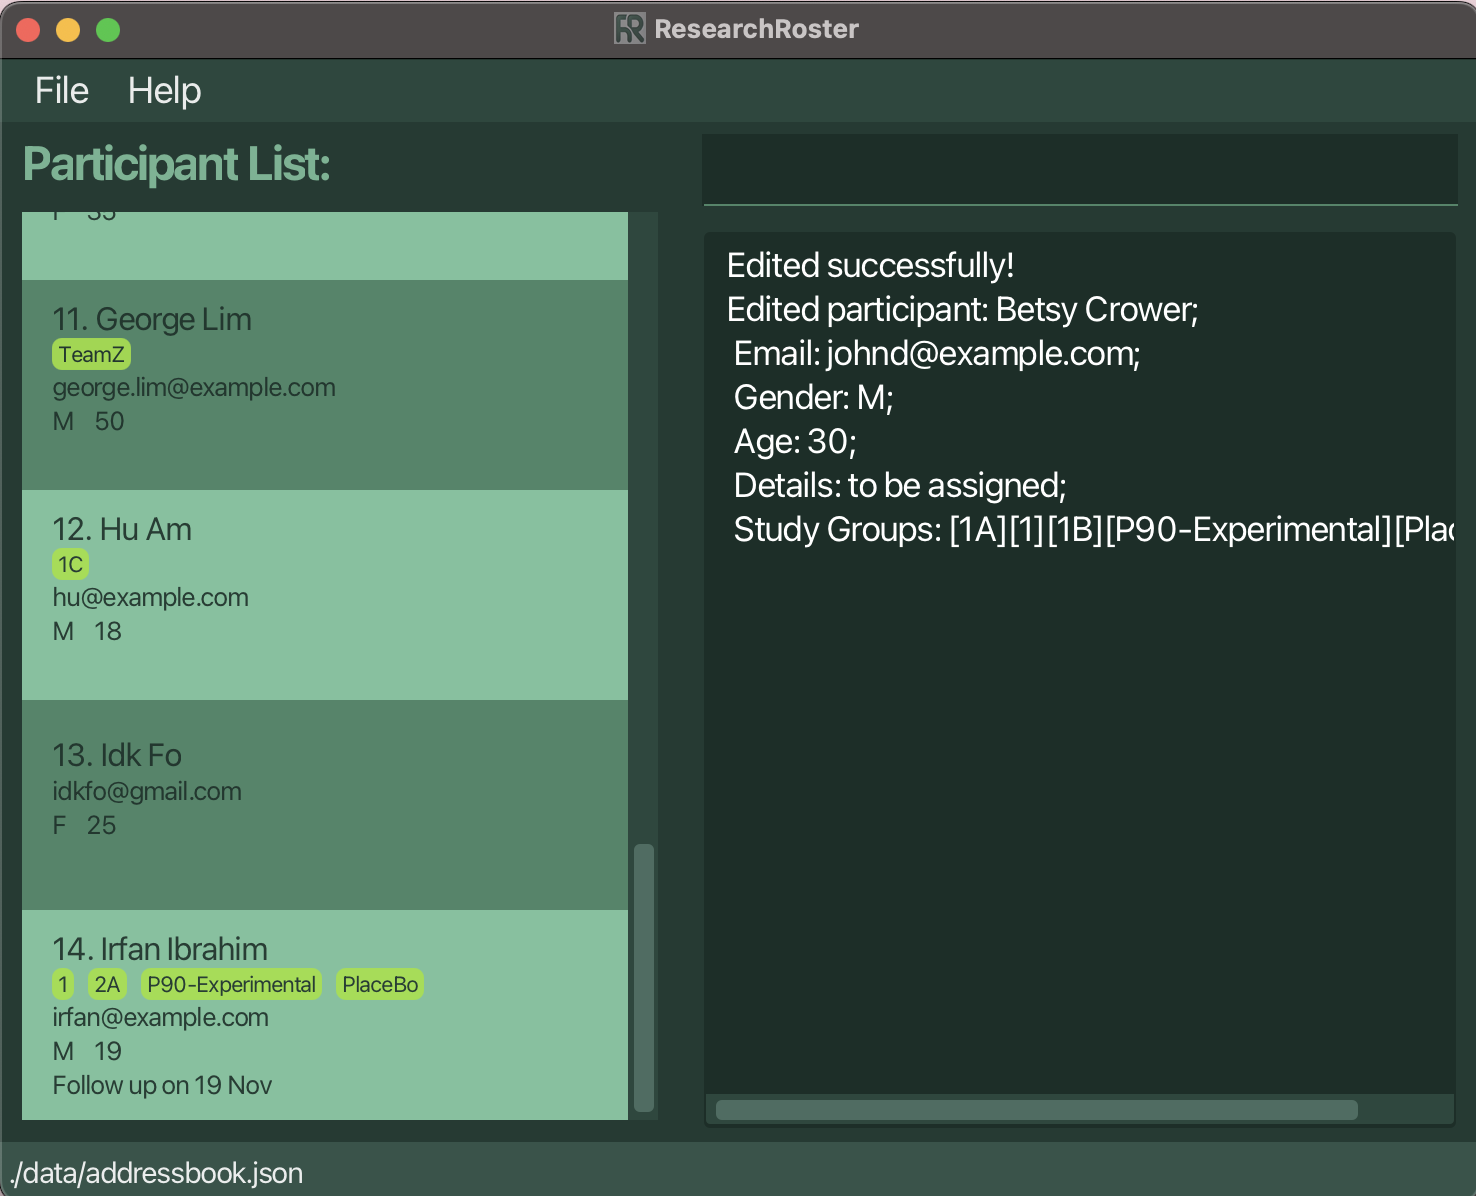 ResearchRoster
File Help
Participant List:
F 35
11. George Lim
TeamZ
george.lim@example.com
M 50
12. Hu Am
1C
hu@example.com
M 18
13. Idk Fo
idkfo@gmail.com
F 25
14. Irfan Ibrahim
1 2A P90-Experimental PlaceBo
irfan@example.com
M 19
Follow up on 19 Nov
Edited successfully!
Edited participant: Betsy Crower;
Email: johnd@example.com;
Gender: M;
Age: 30;
Details: to be assigned;
Study Groups: [1A][1][1B][P90-Experimental][Plac
./data/addressbook.json